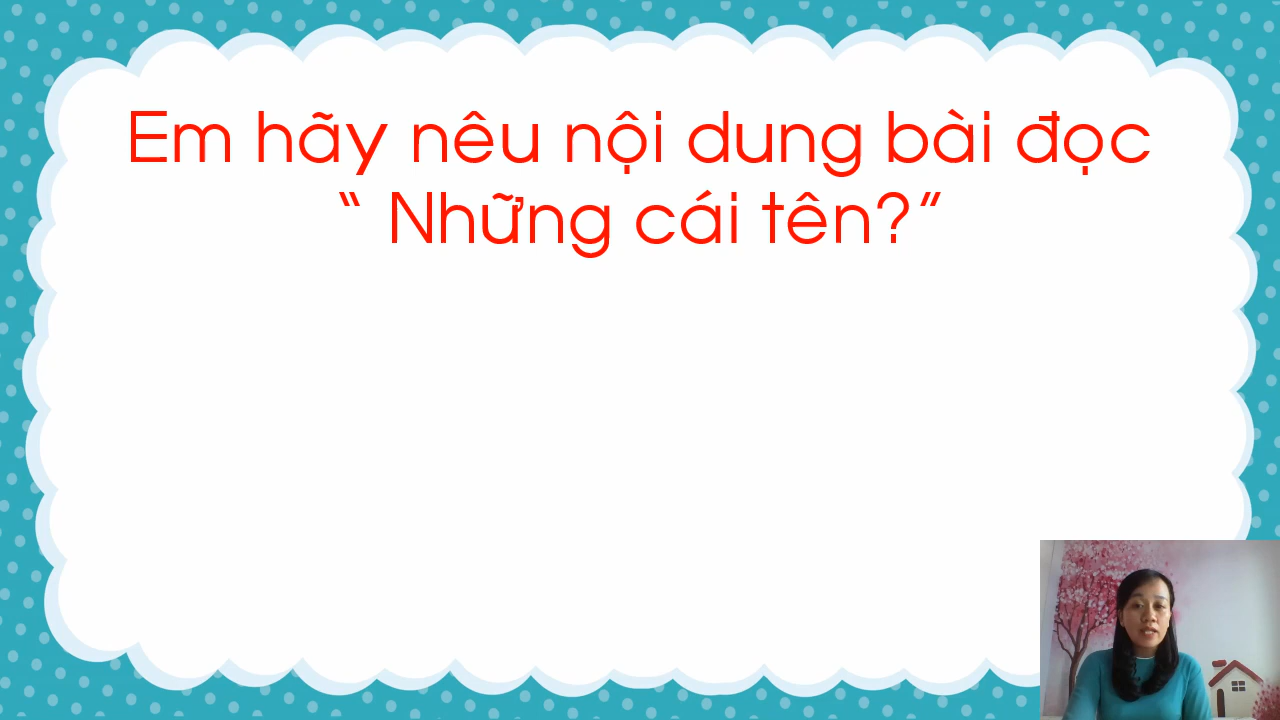 Em hãy nêu nội dung bài đọc
“ Những cái tên?”